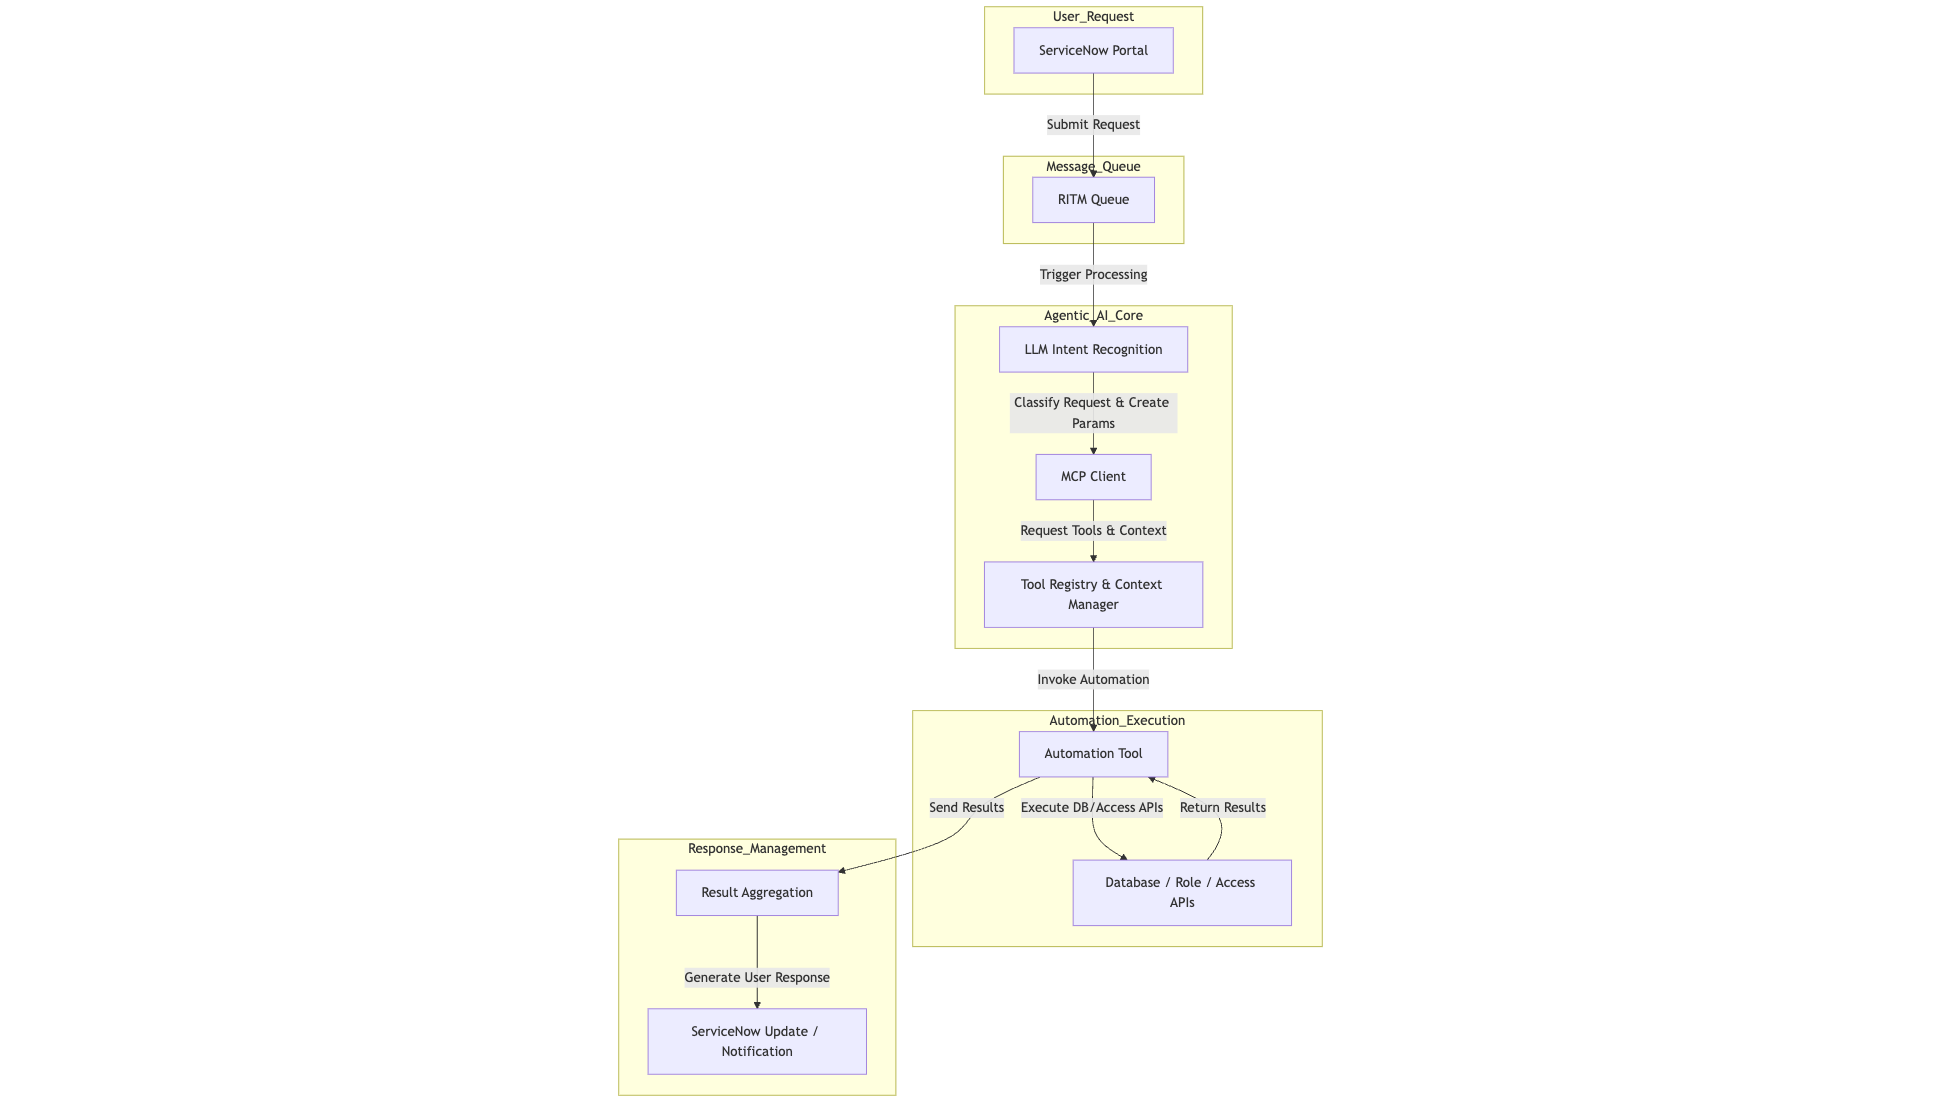 User_Request
ServiceNow Portal
Submit Request
Message_Queue
RITM Queue
Trigger Processing
Agentic_AI_Core
LLM Intent Recognition
Classify Request & Create
Params
MCP Client
Request Tools & Context
Tool Registry & Context
Manager
Invoke Automation
Automation_Execution
Automation Tool
Send Results
Execute DB/Access APIs
Return Results
Response_Management
Result Aggregation
Database / Role / Access
APIs
Generate User Response
ServiceNow Update /
Notification